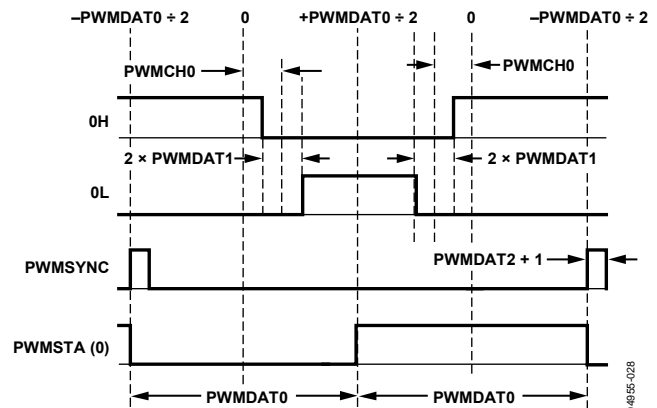 –PWMDAT0 ÷ 2 0 +PWMDAT0 ÷ 2 0 –PWMDAT0 ÷ 2
PWMCH0 PWMCH0
0H
2 × PWMDAT1 2 × PWMDAT1
0L
PWMSYNC PWMDAT2 + 1
PWMSTA (0)
PWMDAT0 PWMDAT0
04955-028